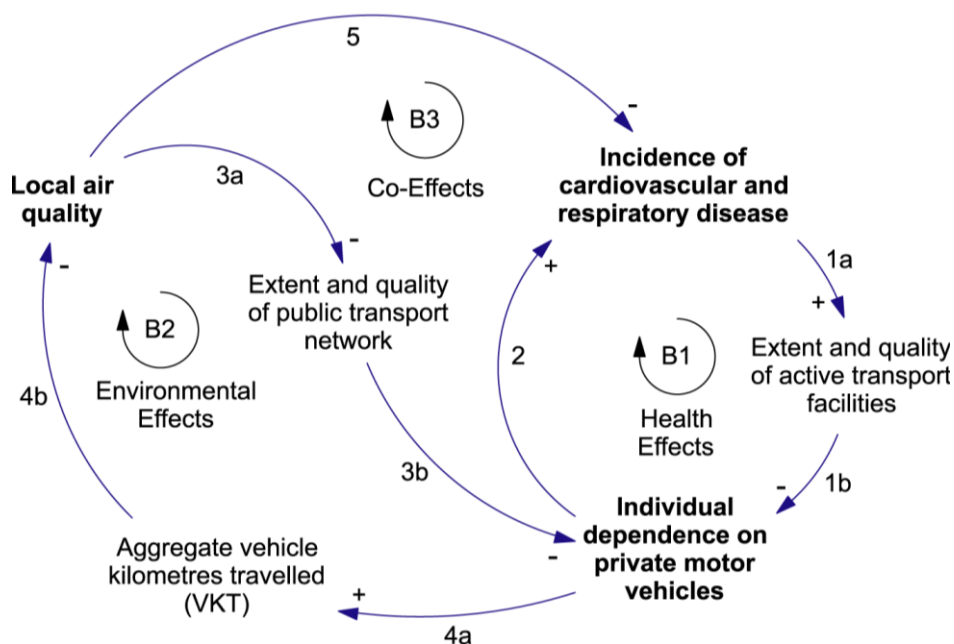 5
-
B3
Co-Effects
3a
-
Local air
quality
Incidence of
cardiovascular and
respiratory disease
1a
+
+
-
Extent and quality
of public transport
network
B2
Environmental
Effects
4b
2
B1
Health
Effects
Extent and quality
of active transport
facilities
3b
-
1b
-
Individual
dependence on
private motor
vehicles
Aggregate vehicle
kilometres travelled
(VKT)
+
4a